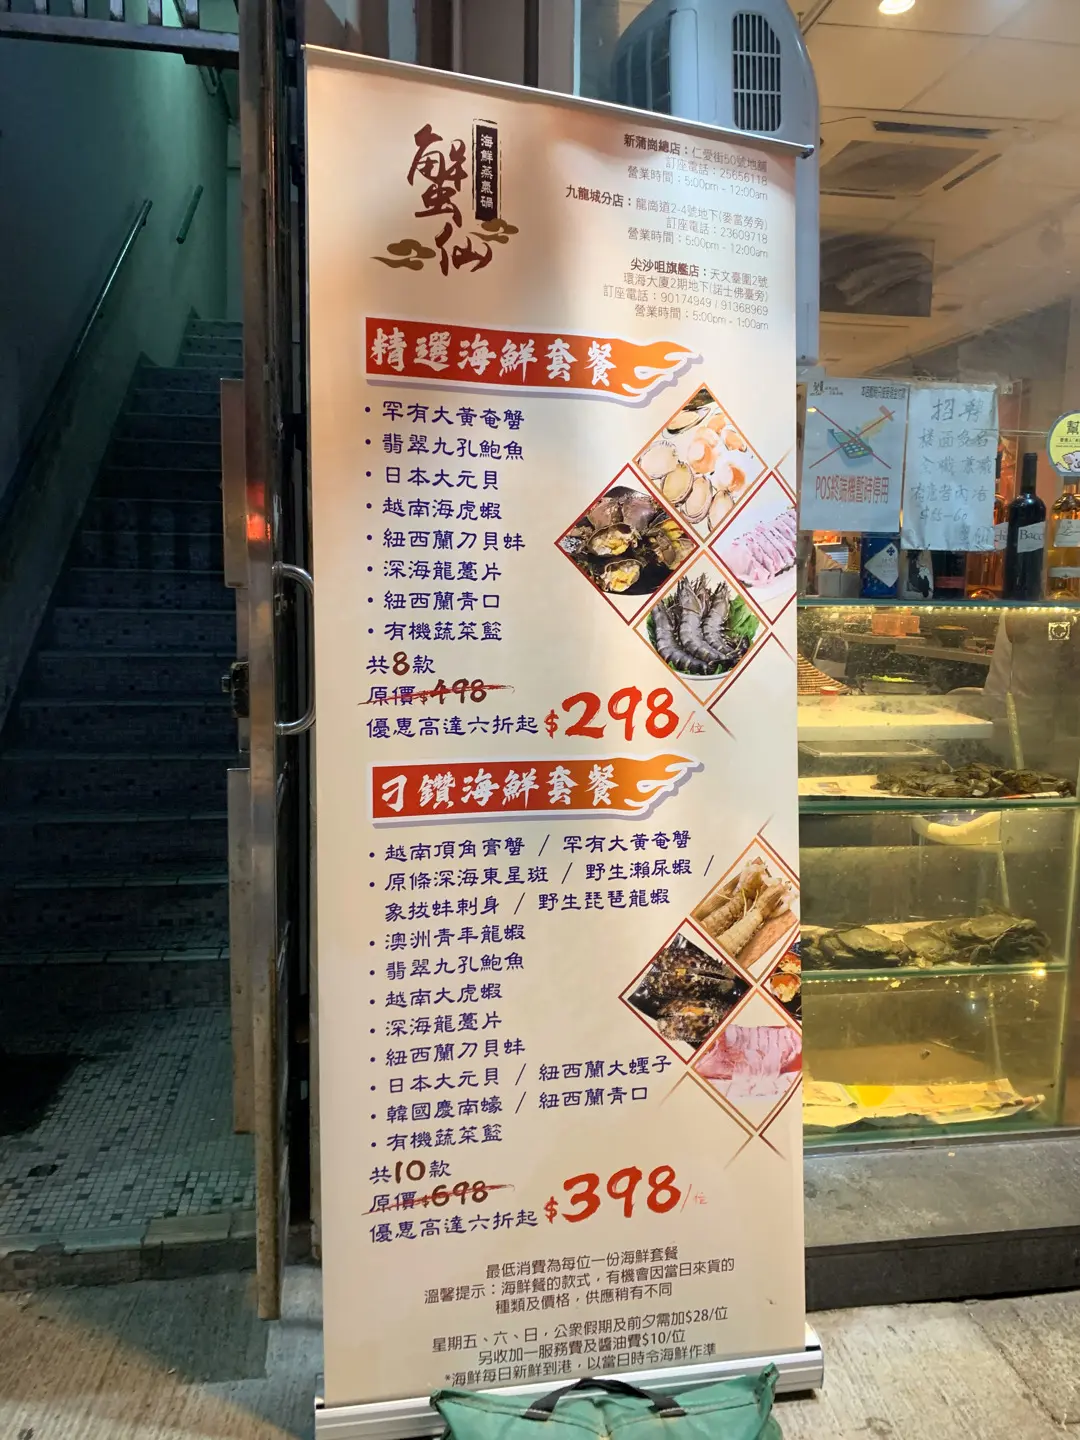 蟹仙
海鮮蒸氣鍋
新蒲崗總店：仁愛街50號地舖
訂座電話：25656118
營業時間：5:00pm - 12:00am
九龍城分店：龍崗道2-4號地下(麥當勞旁)
訂座電話：23609718
營業時間：5:00pm - 12:00am
尖沙咀旗艦店：天文臺圍2號
環海大廈2期地下(諾士佛臺旁)
訂座電話：90174949 / 91368969
營業時間：5:00pm - 1:00am
精選海鮮套餐
• 罕有大黃奄蟹
• 翡翠九孔鮑魚
• 日本大元貝
• 越南海虎蝦
• 紐西蘭刀貝蚌
• 深海龍躉片
• 紐西蘭青口
• 有機蔬菜籃
共8款
原價$498
優惠高達六折起 $298/位
刁鑽海鮮套餐
• 越南頂角膏蟹 / 罕有大黃奄蟹
• 原條深海東星斑 / 野生瀨尿蝦 /
象拔蚌刺身 / 野生琵琶龍蝦
• 澳洲青年龍蝦
• 翡翠九孔鮑魚
• 越南大虎蝦
• 深海龍躉片
• 紐西蘭刀貝蚌
• 日本大元貝 / 紐西蘭大蟶子
• 韓國慶南蠔 / 紐西蘭青口
• 有機蔬菜籃
共10款
原價$698
優惠高達六折起 $398/位
最低消費為每位一份海鮮套餐
溫馨提示：海鮮餐的款式，有機會因當日來貨的
種類及價格，供應稍有不同
星期五、六、日，公眾假期及前夕需加$28/位
另收加一服務費及醬油費$10/位
*海鮮每日新鮮到港，以當日時令海鮮作準
POS終端機暫時停用
招聘
幫